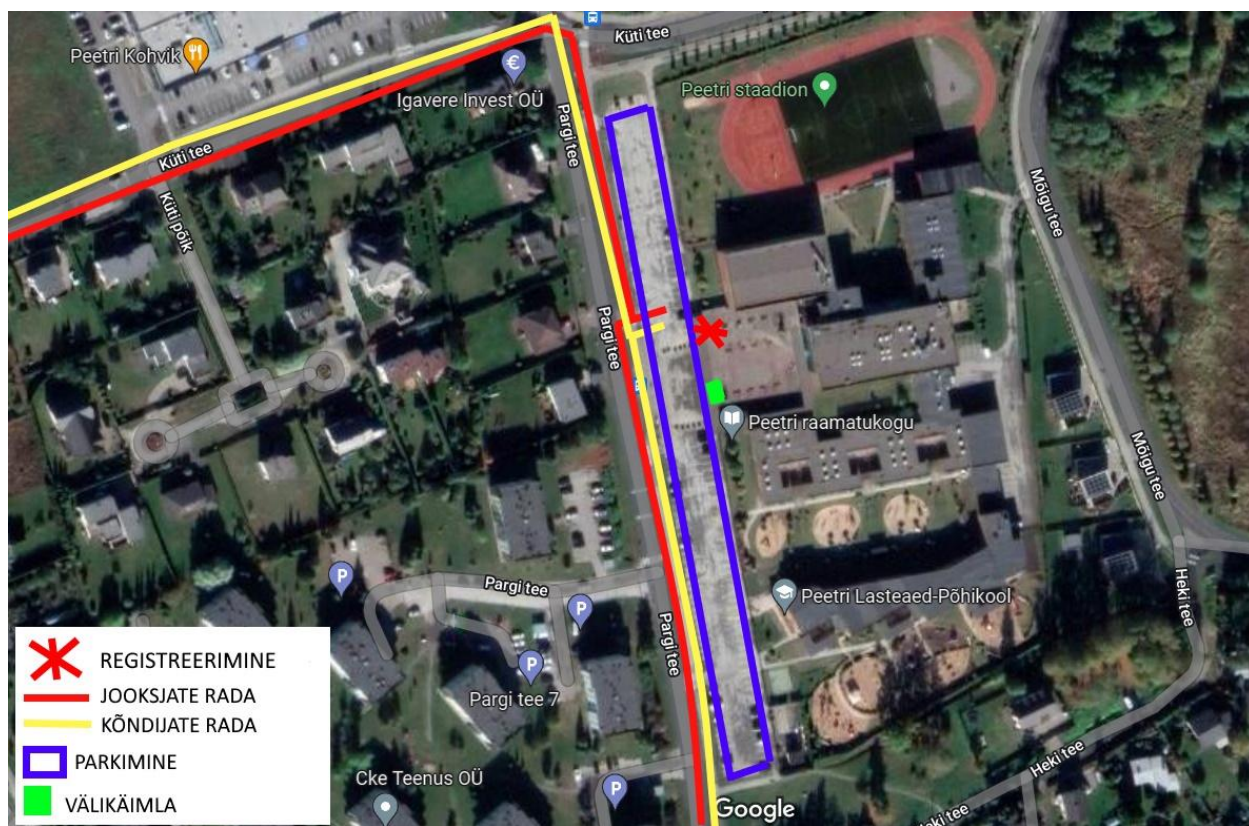 Peetri Kohvik
Igavere Invest OÜ
Küti tee
Peetri staadion
Pargi tee
Küti tee
Küti põik
Mõigu tee
Pargi tee
Peetri raamatukogu
Mõigu tee
Pargi tee
Peetri Lasteaed-Põhikool
Heki tee
Pargi tee
Pargi tee 7
Heki tee
Cke Teenus OÜ
Google
REGISTREERIMINE
JOOKSJATE RADA
KÕNDIJATE RADA
PARKIMINE
VÄLIKÄIMLA
P
P
P
P
P